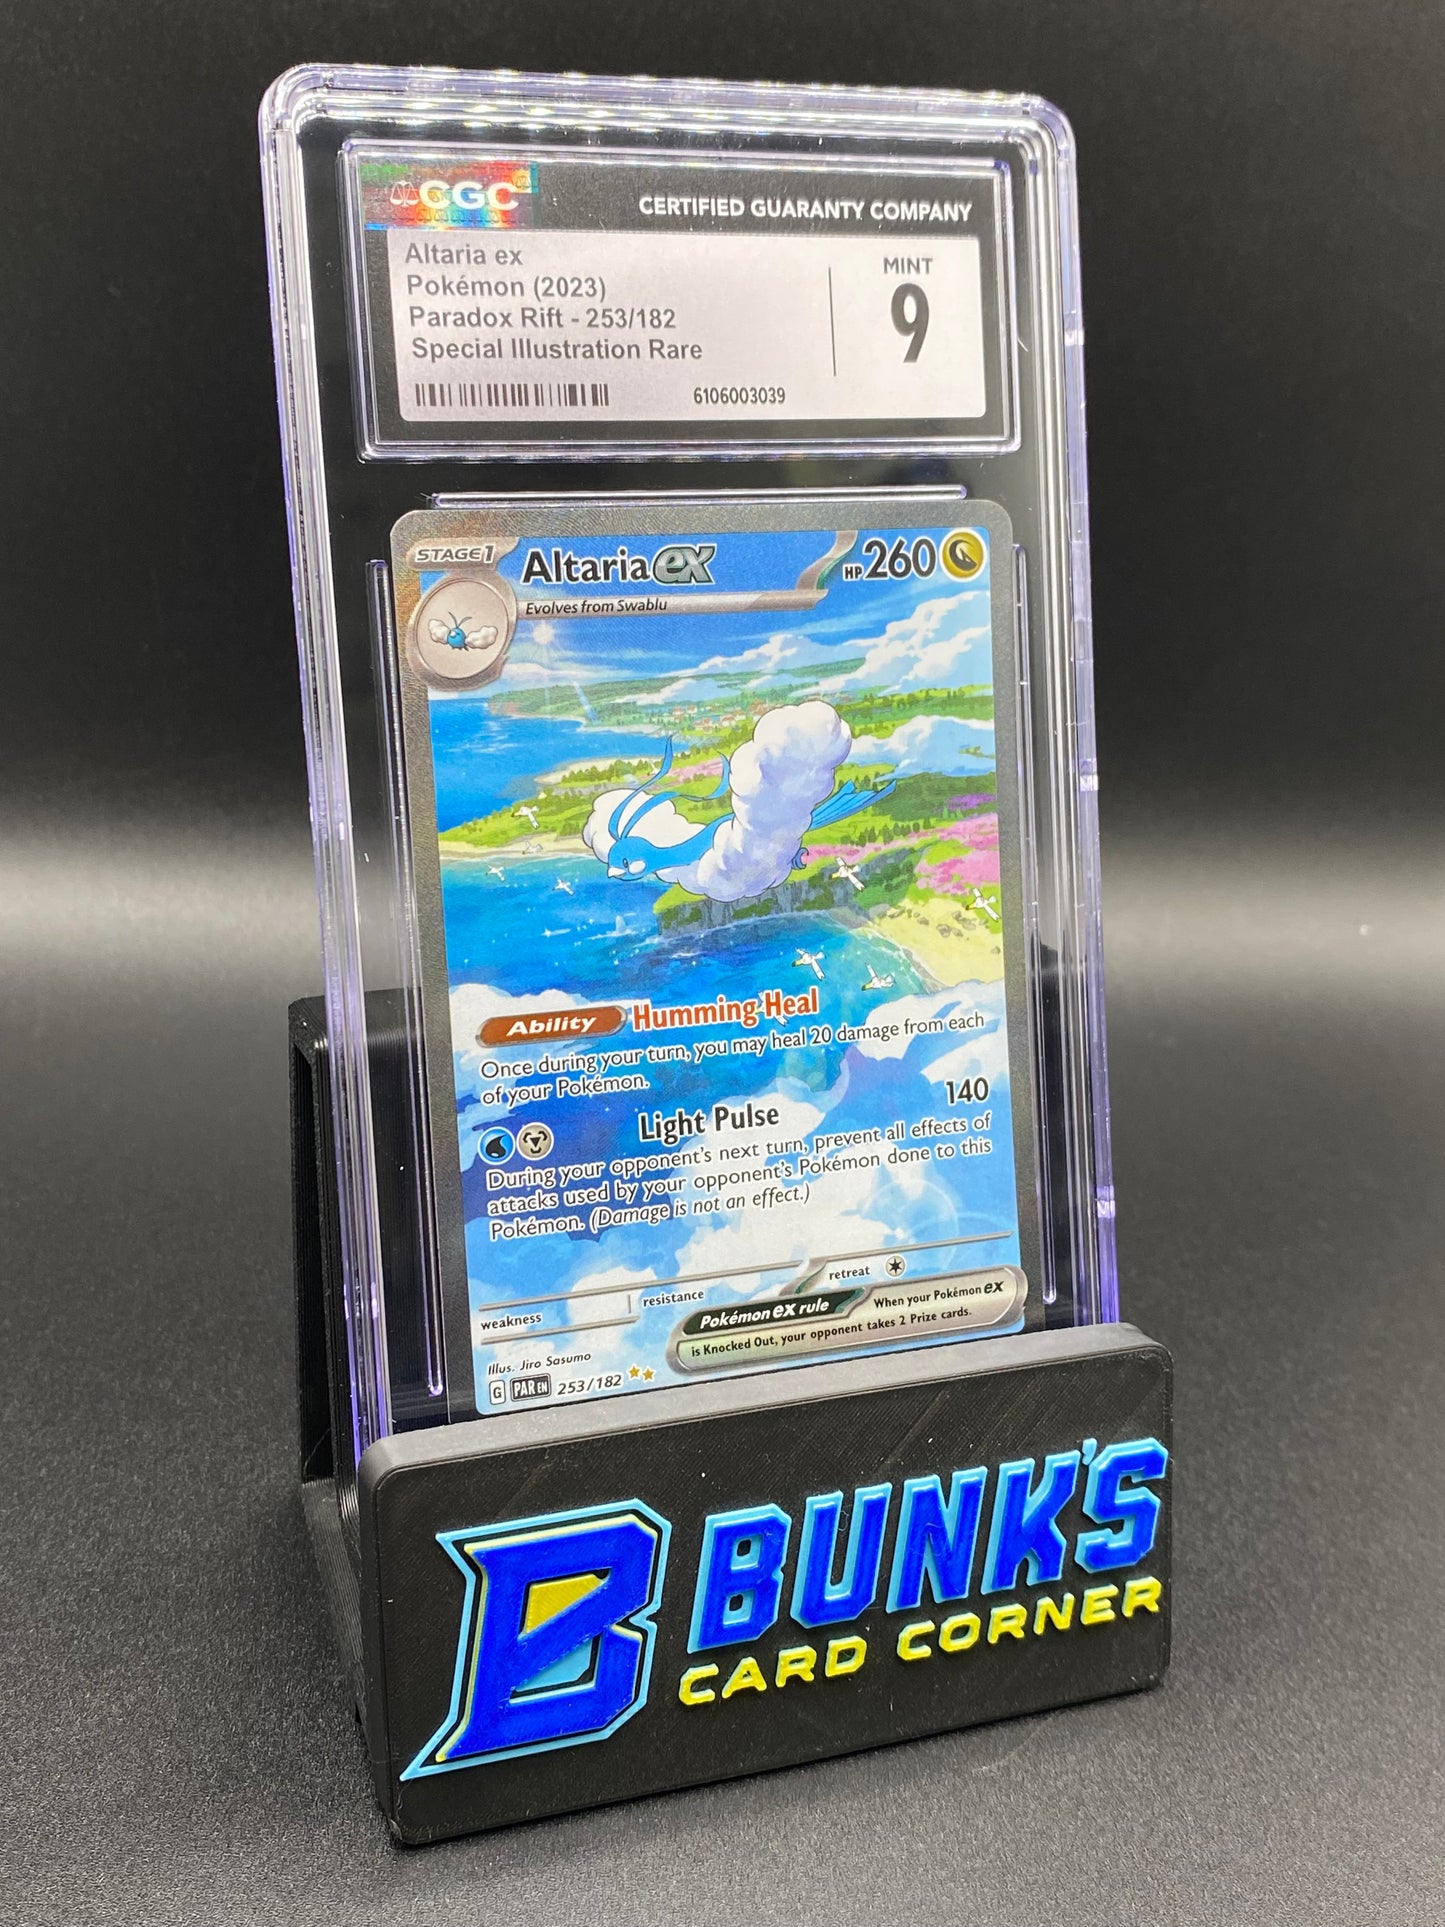 CGC
CERTIFIED GUARANTY COMPANY
Altaria ex
Pokémon (2023)
Paradox Rift - 253/182
Special Illustration Rare
MINT
9
6106003039
STAGE 1
Altaria ex
HP 260
Evolves from Swablu
Ability Humming Heal
Once during your turn, you may heal 20 damage from each
of your Pokémon.
Light Pulse 140
During your opponent's next turn, prevent all effects of
attacks used by your opponent's Pokémon done to this
Pokémon. (Damage is not an effect.)
weakness
resistance
retreat
Pokémon ex rule
When your Pokémon ex
is Knocked Out, your opponent takes 2 Prize cards.
Illus. Jiro Sasumo
G PAR EN 253/182
B
BUNK'S
CARD CORNER